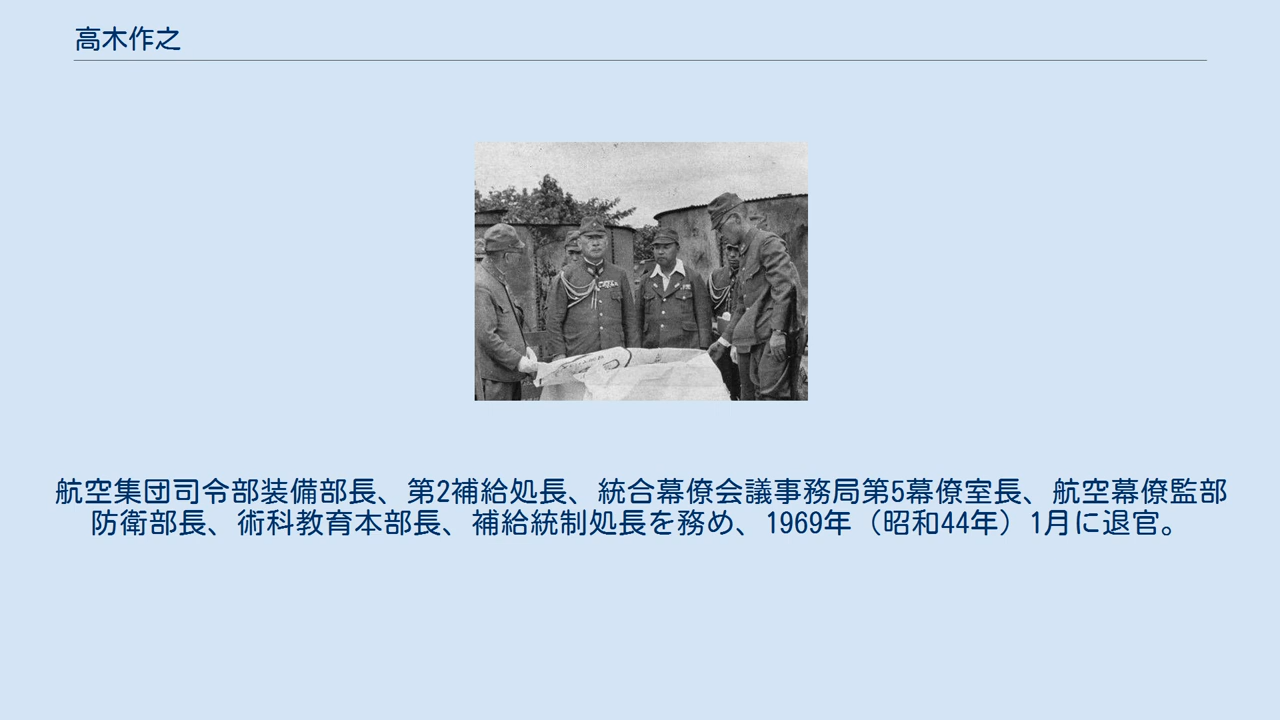 高木作之
航空集団司令部装備部長、第2補給処長、統合幕僚会議事務局第5幕僚室長、航空幕僚監部
防衛部長、術科教育本部長、補給統制処長を務め、1969年（昭和44年）1月に退官。